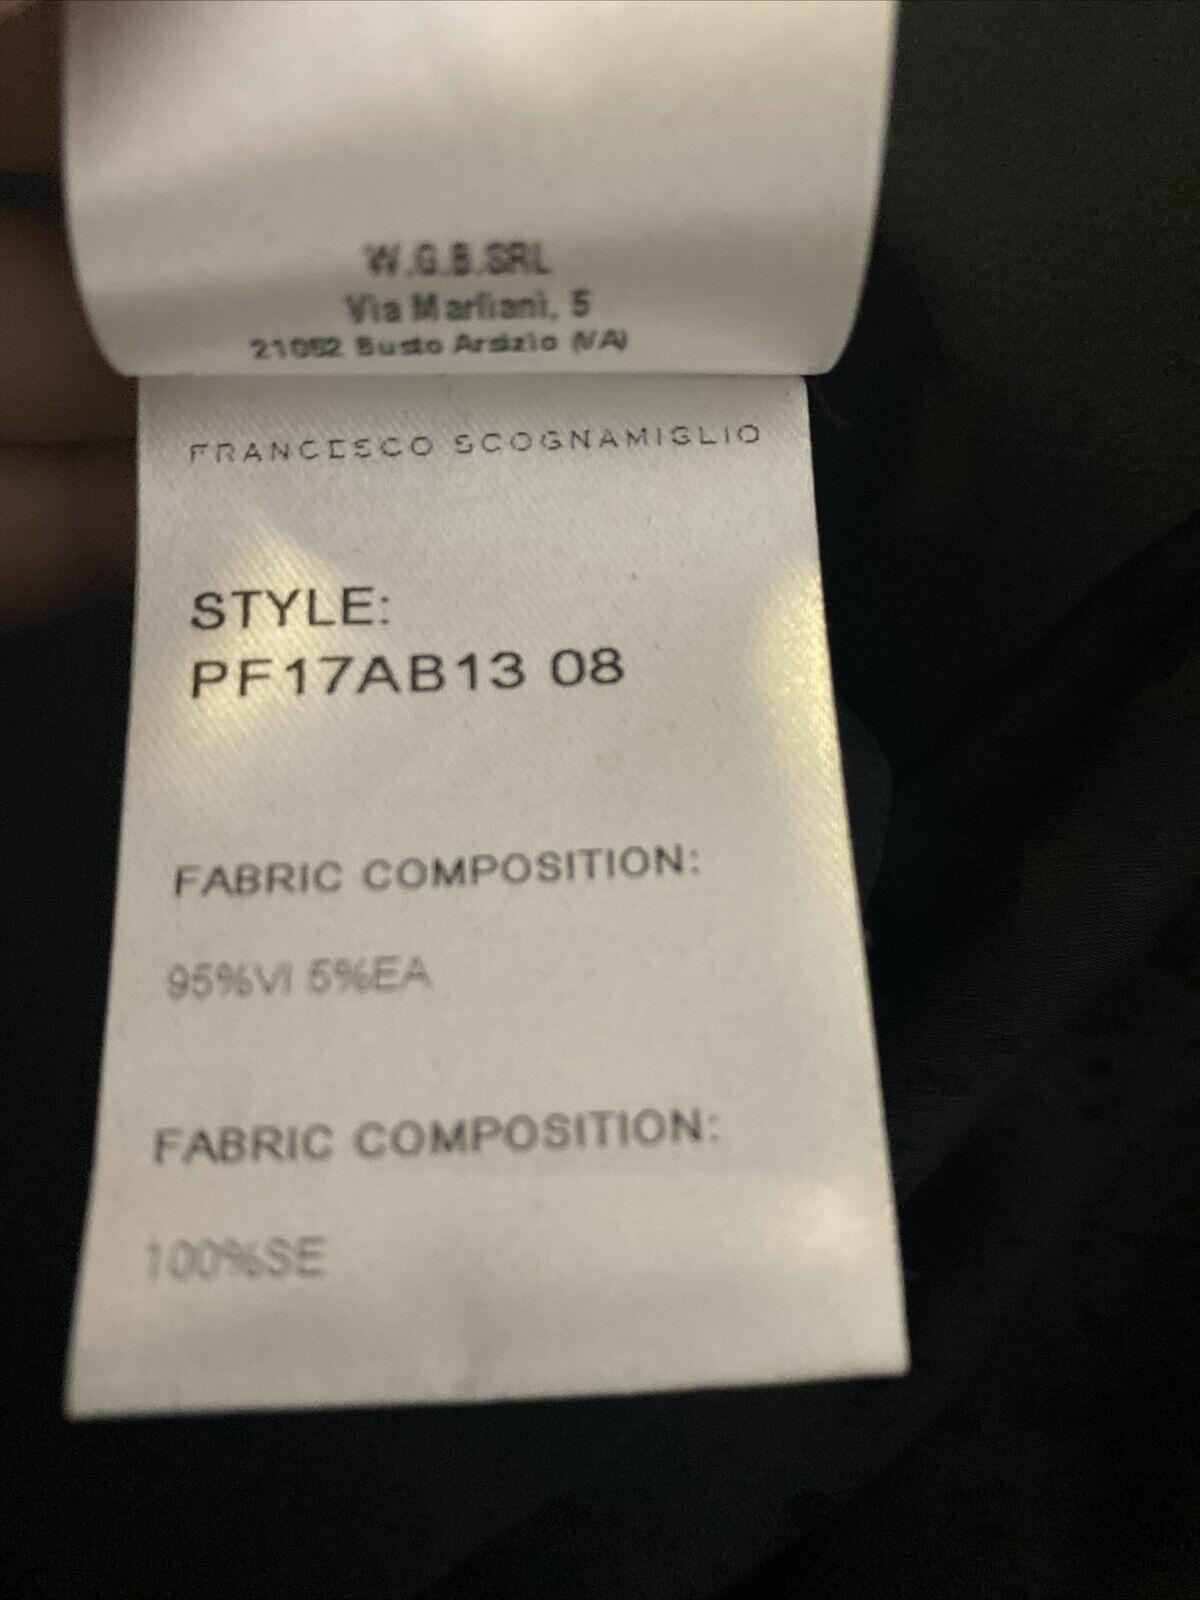 W.G.B.SRL
Via Marliani, 5
21052 Busto Arsizio (VA)
FRANCESCO SCOGNAMIGLIO
STYLE:
PF17AB13 08
FABRIC COMPOSITION:
95%VI 5%EA
FABRIC COMPOSITION:
100%SE